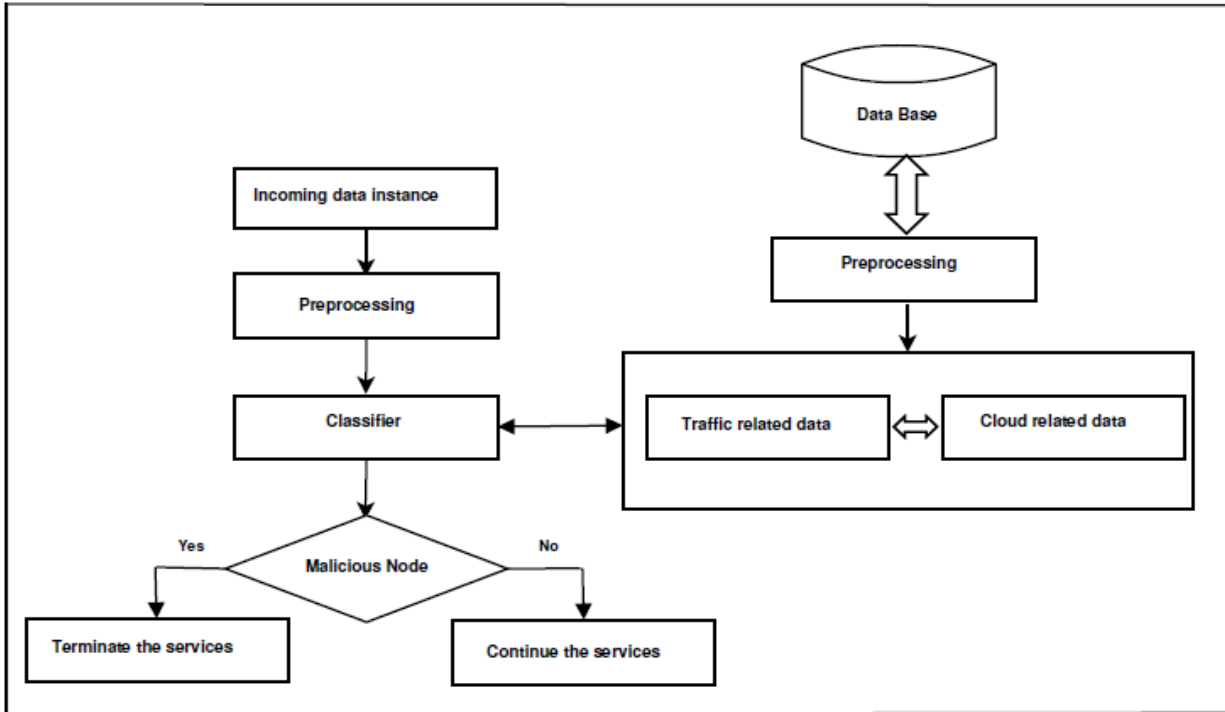 Data Base
Incoming data instance
Preprocessing
Preprocessing
Classifier
Traffic related data
Cloud related data
Yes
No
Malicious Node
Terminate the services
Continue the services